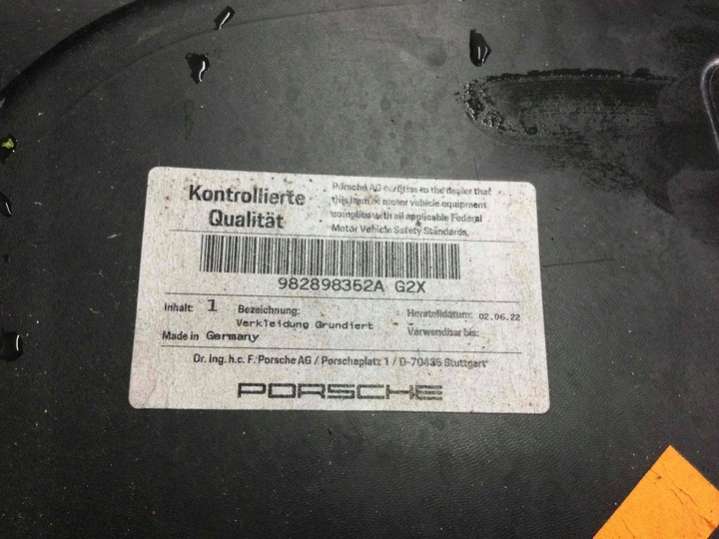 Kontrollierte
Qualität
Porsche AG certifies to the dealer that
this item of motor vehicle equipment
complies with all applicable Federal
Motor Vehicle Safety Standards.
982898352A G2X
Inhalt: 1 Bezeichnung:
Verkleidung Grundiert
Herstelldatum: 02.06.22
Verwendbar bis:
Made in Germany
Dr. Ing. h.c. F. Porsche AG / Porscheplatz 1 / D-70435 Stuttgart
PORSCHE